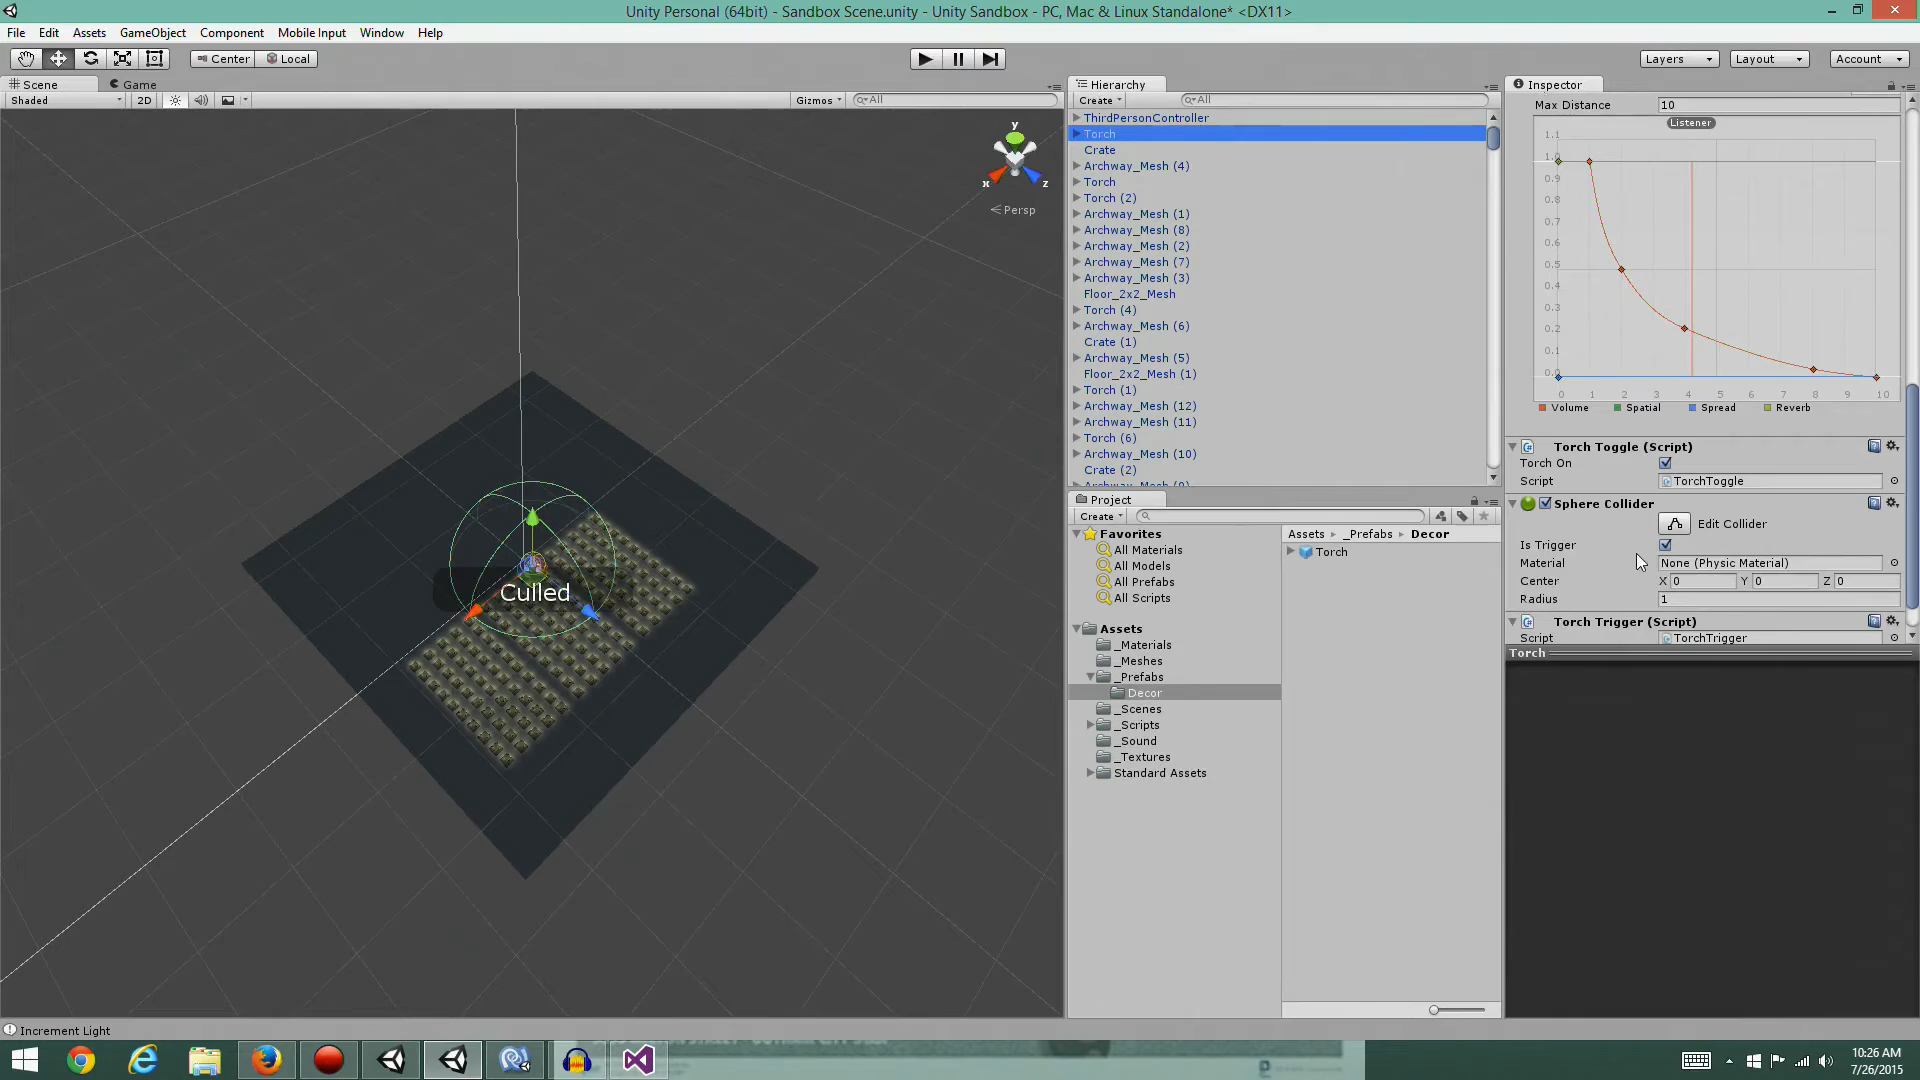 Unity Personal (64bit) - Sandbox Scene.unity - Unity Sandbox - PC, Mac & Linux Standalone* <DX11>
File Edit Assets GameObject Component Mobile Input Window Help
Center Local Layers Layout Account
Scene Game
Shaded 2D Gizmos All
y
x z
Persp
Culled
Hierarchy
Create All
ThirdPersonController
Torch
Crate
Archway_Mesh (4)
Torch
Torch (2)
Archway_Mesh (1)
Archway_Mesh (8)
Archway_Mesh (2)
Archway_Mesh (7)
Archway_Mesh (3)
Floor_2x2_Mesh
Torch (4)
Archway_Mesh (6)
Crate (1)
Archway_Mesh (5)
Floor_2x2_Mesh (1)
Torch (1)
Archway_Mesh (12)
Archway_Mesh (11)
Torch (6)
Archway_Mesh (10)
Crate (2)
Project
Create
Favorites
All Materials
All Models
All Prefabs
All Scripts
Assets
_Materials
_Meshes
_Prefabs
Decor
_Scenes
_Scripts
_Sound
_Textures
Standard Assets
Assets _Prefabs Decor
Torch
Inspector
Max Distance 10
Listener
1.1
1.0
0.9
0.8
0.7
0.6
0.5
0.4
0.3
0.2
0.1
0.0
0 1 2 3 4 5 6 7 8 9 10
Volume Spatial Spread Reverb
Torch Toggle (Script)
Torch On
Script TorchToggle
Sphere Collider
Edit Collider
Is Trigger
Material None (Physic Material)
Center X 0 Y 0 Z 0
Radius 1
Torch Trigger (Script)
Script TorchTrigger
Torch
Increment Light
10:26 AM
7/26/2015